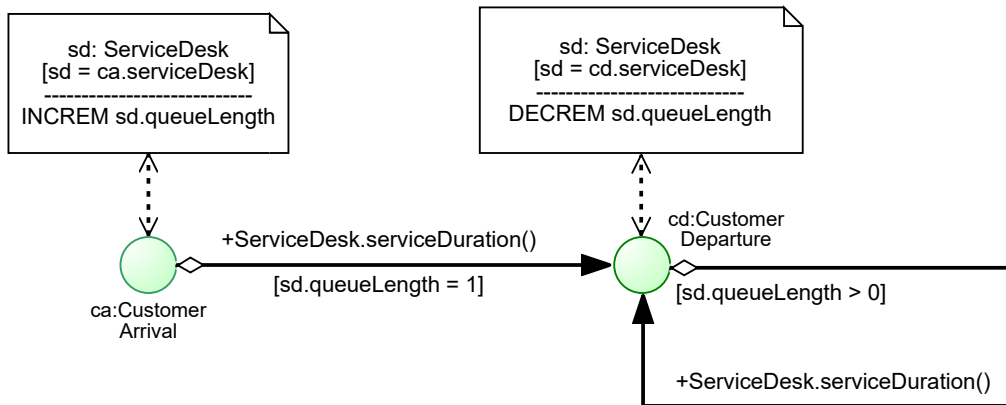 sd: ServiceDesk
[sd = ca.serviceDesk]
----------------------------
INCREM sd.queueLength
sd: ServiceDesk
[sd = cd.serviceDesk]
----------------------------
DECREM sd.queueLength
+ServiceDesk.serviceDuration()
[sd.queueLength = 1]
ca:Customer
Arrival
cd:Customer
Departure
[sd.queueLength > 0]
+ServiceDesk.serviceDuration()